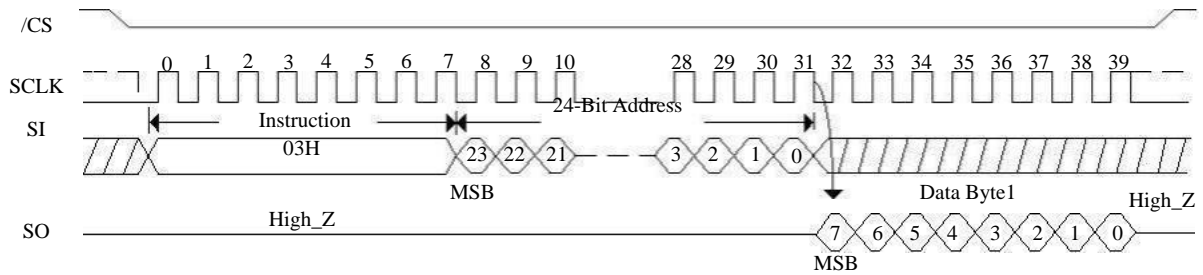 /CS
0 1 2 3 4 5 6 7 8 9 10 28 29 30 31 32 33 34 35 36 37 38 39
SCLK
Instruction 24-Bit Address
SI
03H 23 22 21 3 2 1 0
MSB Data Byte1 High_Z
High_Z
SO 7 6 5 4 3 2 1 0
MSB